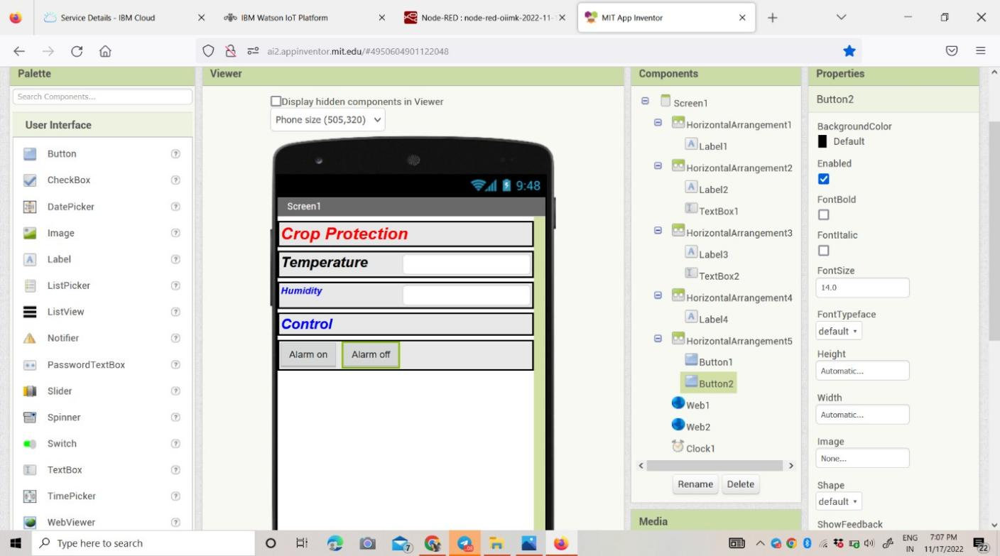 Service Details - IBM Cloud
IBM Watson IoT Platform
Node-RED : node-red-oiimk-2022-11-
MIT App Inventor
ai2.appinventor.mit.edu/#4950604901122048
Palette
Search Components...
User Interface
Button
CheckBox
DatePicker
Image
Label
ListPicker
ListView
Notifier
PasswordTextBox
Slider
Spinner
Switch
TextBox
TimePicker
WebViewer
Viewer
Display hidden components in Viewer
Phone size (505,320)
9:48
Screen1
Crop Protection
Temperature
Humidity
Control
Alarm on
Alarm off
Components
Screen1
HorizontalArrangement1
Label1
HorizontalArrangement2
Label2
TextBox1
HorizontalArrangement3
Label3
TextBox2
HorizontalArrangement4
Label4
HorizontalArrangement5
Button1
Button2
Web1
Web2
Clock1
Rename
Delete
Media
Properties
Button2
BackgroundColor
Default
Enabled
FontBold
FontItalic
FontSize
14.0
FontTypeface
default
Height
Automatic...
Width
Automatic...
Image
None...
Shape
default
ShowFeedback
Type here to search
ENG
IN
7:07 PM
11/17/2022